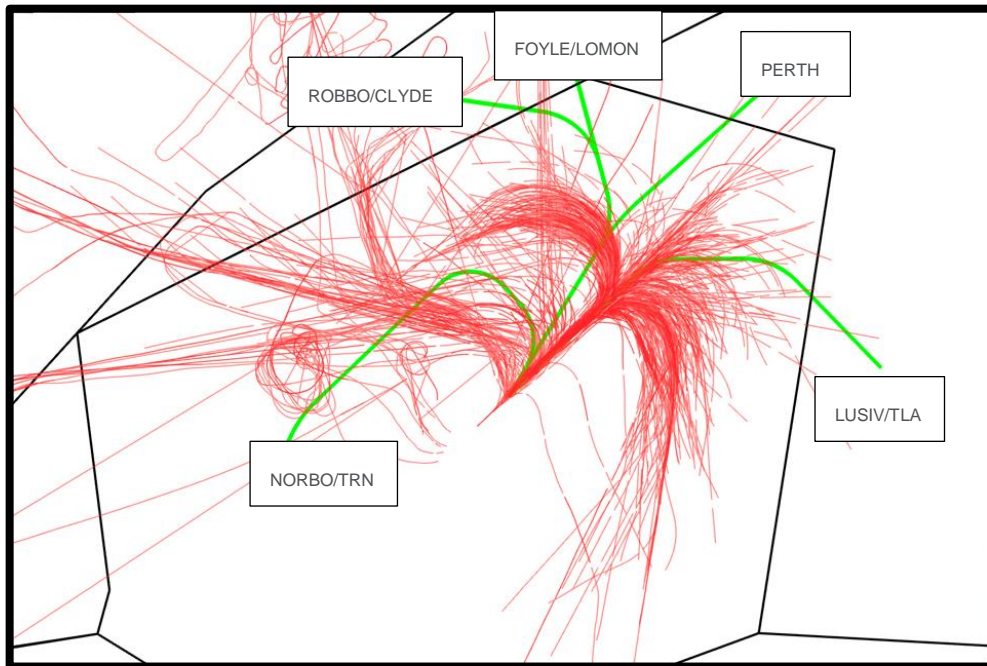 FOYLE/LOMON
PERTH
ROBBO/CLYDE
LUSIV/TLA
NORBO/TRN